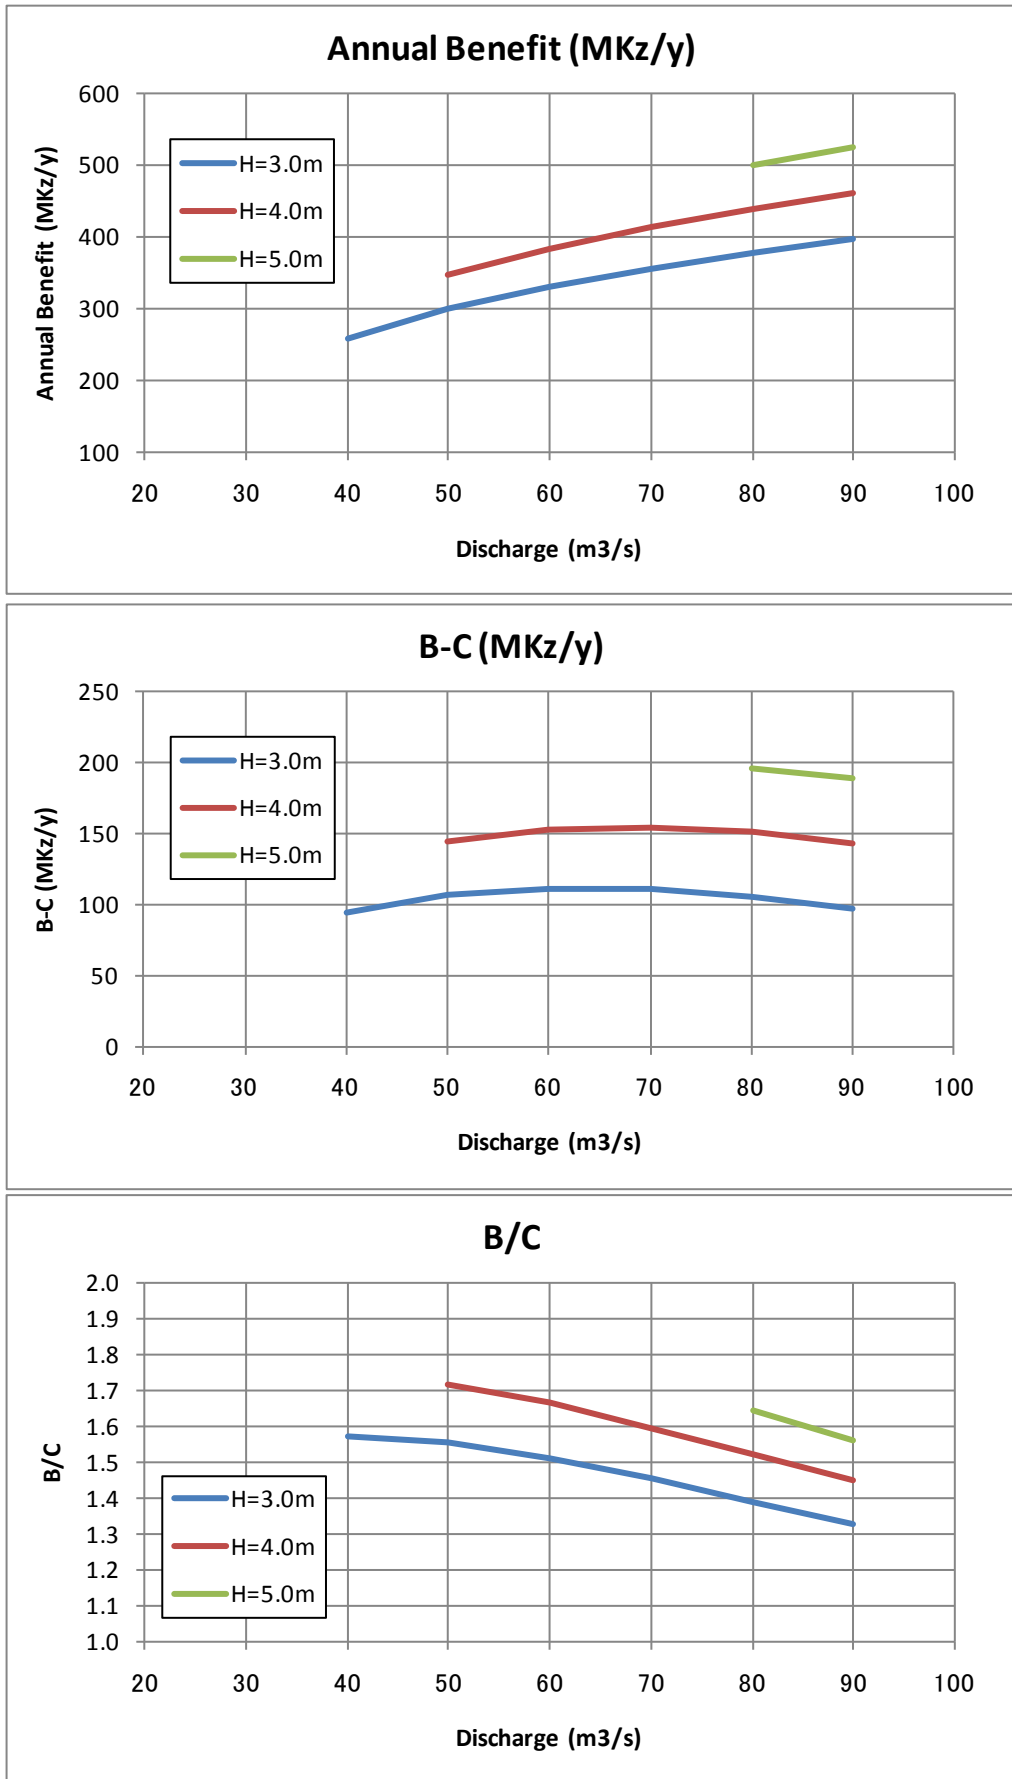 Annual Benefit (MKz/y)
600
500
400
300
200
100
Annual Benefit (MKz/y)
H=3.0m
H=4.0m
H=5.0m
20 30 40 50 60 70 80 90 100
Discharge (m3/s)
B-C (MKz/y)
250
200
150
100
50
0
B-C (MKz/y)
H=3.0m
H=4.0m
H=5.0m
20 30 40 50 60 70 80 90 100
Discharge (m3/s)
B/C
2.0
1.9
1.8
1.7
1.6
1.5
1.4
1.3
1.2
1.1
1.0
B/C
H=3.0m
H=4.0m
H=5.0m
20 30 40 50 60 70 80 90 100
Discharge (m3/s)